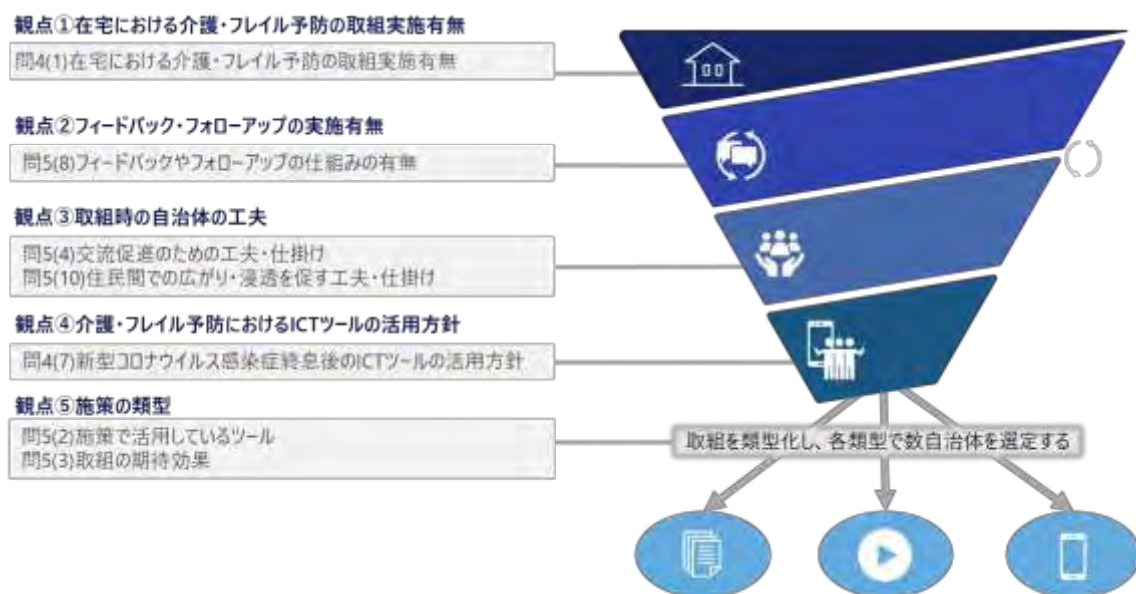 観点①在宅における介護・フレイル予防の取組実施有無
問4(1)在宅における介護・フレイル予防の取組実施有無
観点②フィードバック・フォローアップの実施有無
問5(8)フィードバックやフォローアップの仕組みの有無
観点③取組時の自治体の工夫
問5(4)交流促進のための工夫・仕掛け
問5(10)住民間での広がり・浸透を促す工夫・仕掛け
観点④介護・フレイル予防におけるICTツールの活用方針
問4(7)新型コロナウイルス感染症終息後のICTツールの活用方針
観点⑤施策の類型
問5(2)施策で活用しているツール
問5(3)取組の期待効果
取組を類型化し、各類型で数自治体を選定する